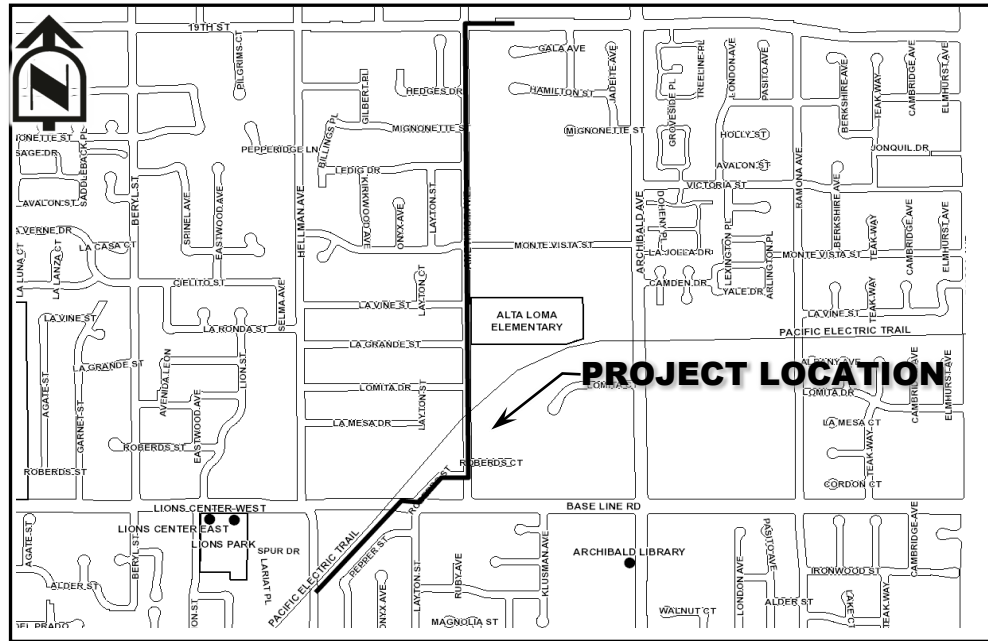 19TH ST
N
PILGRIMS CT
GILBERT PL
HEDGES DR
GALA AVE
HAMILTON ST
JADEITE AVE
GROVESIDE PL
TREELINE PL
LONDON AVE
PASITO AVE
BERKSHIRE AVE
TEAK WAY
CAMBRIDGE AVE
ELMHURST AVE
MIGNONETTE S
MIGNONETTE ST
HOLLY ST
JONQUIL DR
SADDLEBACK PL
PEPPERIDGE LN
BILLINGS PL
LEDIG DR
AVALON ST
VICTORIA ST
AVALON ST
BERYL ST
SPINEL AVE
EASTWOOD AVE
HELLMAN AVE
KIRKWOOD AVE
ONYX AVE
LAYTON ST
ARCHIBALD AVE
DOHENY PL
LEXINGTON PL
ARLINGTON PL
RAMONA AVE
BERKSHIRE AVE
TEAK WAY
CAMBRIDGE AVE
ELMHURST AVE
A VERNE DR
LA CASA CT
LA LUNA CT
LA LANZA CT
MONTE VISTA ST
LA JOLLA DR
MONTE VISTA ST
CIELITO ST
SELMA AVE
LAYTON CT
CAMDEN DR
YALE DR
LA VINE ST
LA VINE ST
LA VINE ST
TEAK WAY
LA RONDA ST
ALTA LOMA
ELEMENTARY
PACIFIC ELECTRIC TRAIL
LA GRANDE ST
LA GRANDE ST
AGATE ST
GARNET ST
AVENIDA LEON
LION ST
EASTWOOD AVE
LOMITA DR
LAYTON ST
PROJECT LOCATION
LOMITA DR
LA MESA DR
LA MESA CT
TEAK WAY
ROBERDS ST
ROBERDS ST
ROBERDS CT
CORDON CT
LIONS CENTER WEST
BASE LINE RD
LIONS CENTER EAST
LIONS PARK
SPUR DR
LARIAT PL
PACIFIC ELECTRIC TRAIL
PEPPER ST
ARCHIBALD LIBRARY
AGATE ST
BERYL ST
ALDER ST
ONYX AVE
LAYTON ST
RUBY AVE
KLUSMAN AVE
LONDON AVE
PASITO AVE
IRONWOOD ST
CAMBRIDGE AVE
ALDER ST
LAKE CT
TEAK WAY
DEL PRADO
ON ST
MAGNOLIA ST
WALNUT CT